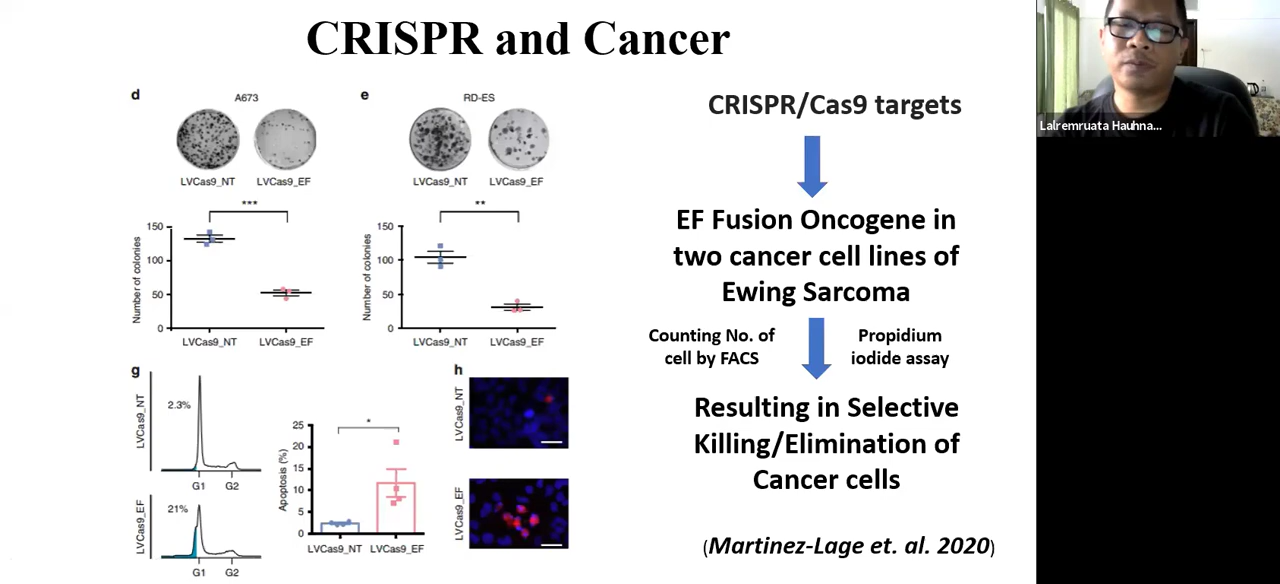 CRISPR and Cancer
d
A673
LVCas9_NT
LVCas9_EF
***
Number of colonies
150
100
50
0
LVCas9_NT
LVCas9_EF
e
RD-ES
LVCas9_NT
LVCas9_EF
**
Number of colonies
150
100
50
0
LVCas9_NT
LVCas9_EF
g
LVCas9_NT
2.3%
G1
G2
LVCas9_EF
21%
G1
G2
*
Apoptosis (%)
25
20
15
10
5
0
LVCas9_NT
LVCas9_EF
h
LVCas9_NT
LVCas9_EF
CRISPR/Cas9 targets
EF Fusion Oncogene in
two cancer cell lines of
Ewing Sarcoma
Counting No. of
cell by FACS
Propidium
iodide assay
Resulting in Selective
Killing/Elimination of
Cancer cells
(Martinez-Lage et. al. 2020)
Lalremruata Hauhna...